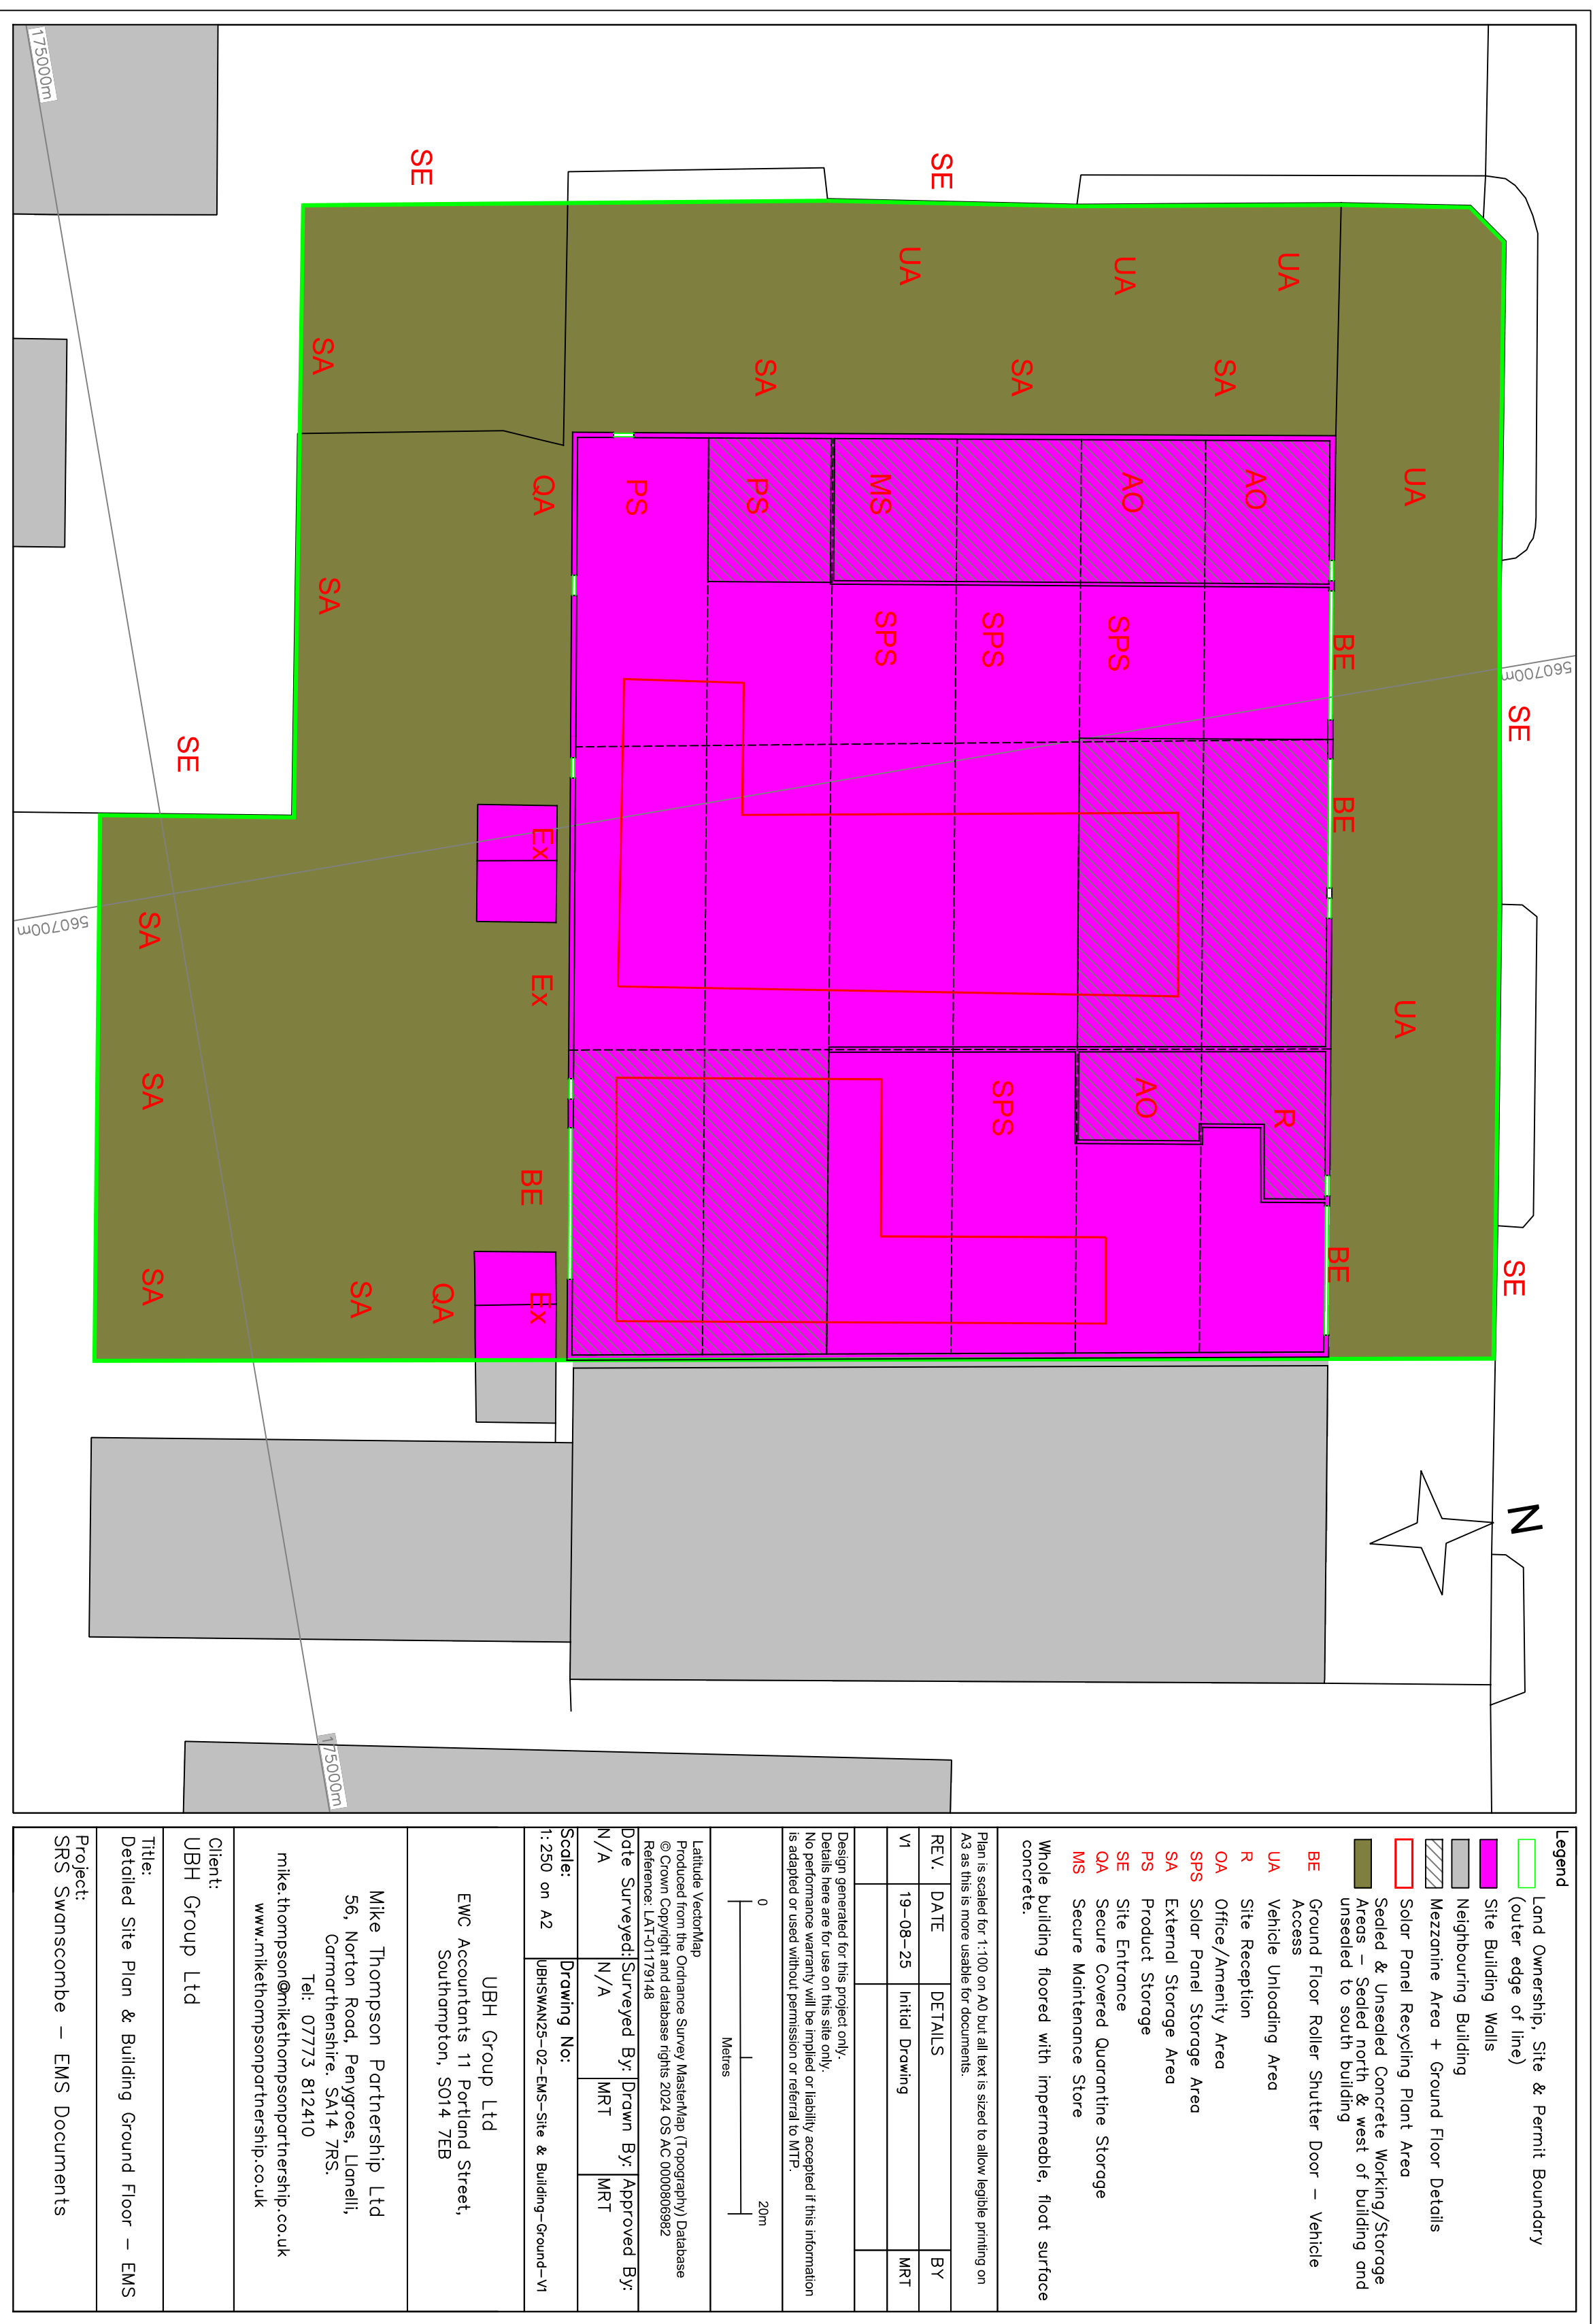 560700m
N
SE
SE
UA
UA
BE
BE
BE
UA
R
AO
SA
AO
AO
UA
SPS
SA
SPS
SPS
SE
UA
SPS
MS
SA
PS
PS
QA
Ex
Ex
Ex
BE
QA
SE
SA
SA
SA
175000m
SE
SA
SA
SA
560700m
175000m
Legend
Land Ownership, Site & Permit Boundary
(outer edge of line)
Site Building Walls
Neighbouring Building
Mezzanine Area + Ground Floor Details
Solar Panel Recycling Plant Area
Sealed & Unsealed Concrete Working/Storage
Areas – Sealed north & west of building and
unsealed to south building
BE Ground Floor Roller Shutter Door – Vehicle
Access
UA Vehicle Unloading Area
R Site Reception
OA Office/Amenity Area
SPS Solar Panel Storage Area
SA External Storage Area
PS Product Storage
SE Site Entrance
QA Secure Covered Quarantine Storage
MS Secure Maintenance Store
Whole building floored with impermeable, float surface
concrete.
Plan is scaled for 1:100 on A0 but all text is sized to allow legible printing on
A3 as this is more usable for documents.
REV. DATE DETAILS BY
V1 19-08-25 Initial Drawing MRT
Design generated for this project only:.
Details here are for use on this site only.
No performance warranty will be implied or liability accepted if this information
is adapted or used without permission or referral to MTP.
0 20m
Metres
Latitude VectorMap
Produced from the Ordnance Survey MasterMap (Topography) Database
© Crown Copyright and database rights 2024 OS AC 0000806982
Reference: LAT-01179148
Date Surveyed: Surveyed By: Drawn By: Approved By:
N/A N/A MRT MRT
Scale: Drawing No:
1:250 on A2 UBHSWAN25-02-EMS-Site & Building-Ground-V1
UBH Group Ltd
EWC Accountants 11 Portland Street,
Southampton, SO14 7EB
Mike Thompson Partnership Ltd
56, Norton Road, Penygroes, Llanelli,
Carmarthenshire. SA14 7RS.
Tel: 07773 812410
mike.thompson@mikethompsonpartnership.co.uk
www.mikethompsonpartnership.co.uk
Client:
UBH Group Ltd
Title:
Detailed Site Plan & Building Ground Floor – EMS
Project:
SRS Swanscombe – EMS Documents